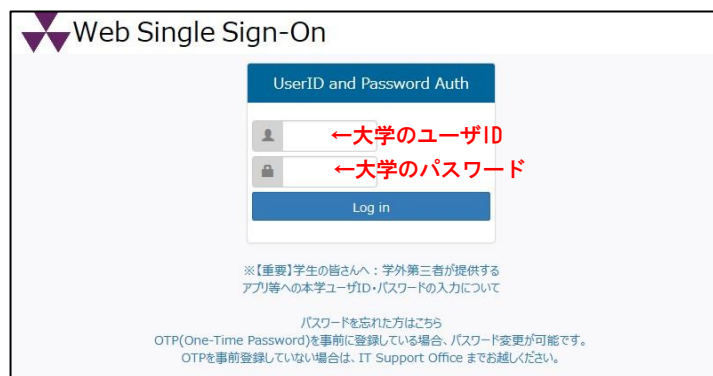 Web Single Sign-On
UserID and Password Auth
←大学のユーザID
←大学のパスワード
Log in
※【重要】学生の皆さんへ：学外第三者が提供する
アプリ等への本学ユーザID・パスワードの入力について
パスワードを忘れた方はこちら
OTP(One-Time Password)を事前に登録している場合、パスワード変更が可能です。
OTPを事前登録していない場合は、IT Support Office までお越しください。